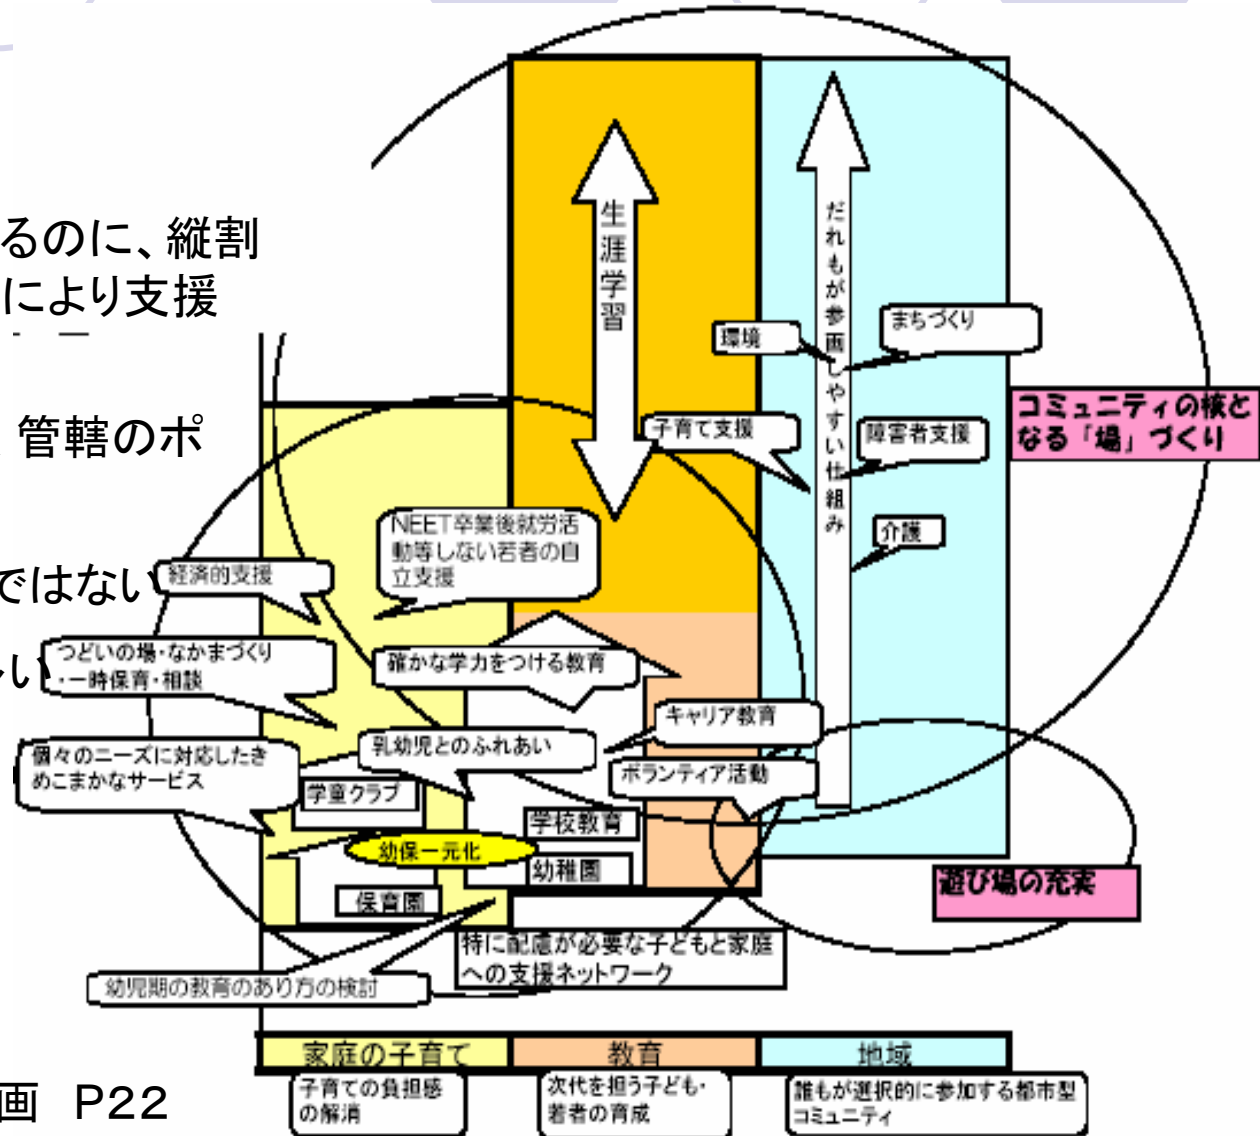 るのに、縦割
により支援
管轄のポ
ではない
い
画 P22
生涯学習
だれもが参画しやすい仕組み
環境
まちづくり
子育て支援
障害者支援
介護
コミュニティの核と
なる「場」づくり
NEET卒業後就労活
動等しない若者の自
立支援
経済的支援
つどいの場・なかまづくり
・一時保育・相談
確かな学力をつける教育
キャリア教育
乳幼児とのふれあい
個々のニーズに対応したき
めこまかなサービス
ボランティア活動
学童クラブ
学校教育
幼保一元化
幼稚園
保育園
遊び場の充実
特に配慮が必要な子どもと家庭
への支援ネットワーク
幼児期の教育のあり方の検討
家庭の子育て
教育
地域
子育ての負担感
の解消
次代を担う子ども・
若者の育成
誰もが選択的に参加する都市型
コミュニティ